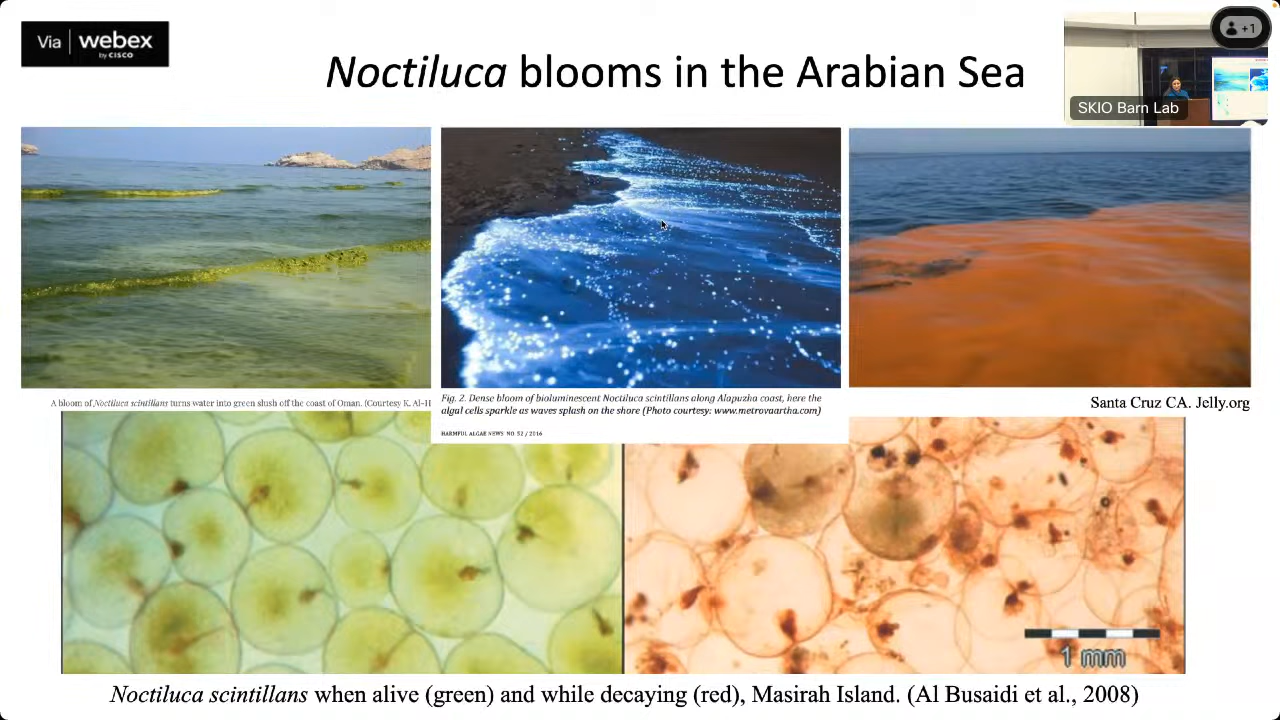 Via | webex
by CISCO
Noctiluca blooms in the Arabian Sea
+1
SKIO Barn Lab
A bloom of Noctiluca scintillans turns water into green slush off the coast of Oman. (Courtesy K. Al-H
Fig. 2. Dense bloom of bioluminescent Noctiluca scintillans along Alapuzha coast, here the
algal cells sparkle as waves splash on the shore (Photo courtesy: www.metrovaartha.com)
HARMFUL ALGAE NEWS NO. 52 / 2016
Santa Cruz CA. Jelly.org
1 mm
Noctiluca scintillans when alive (green) and while decaying (red), Masirah Island. (Al Busaidi et al., 2008)